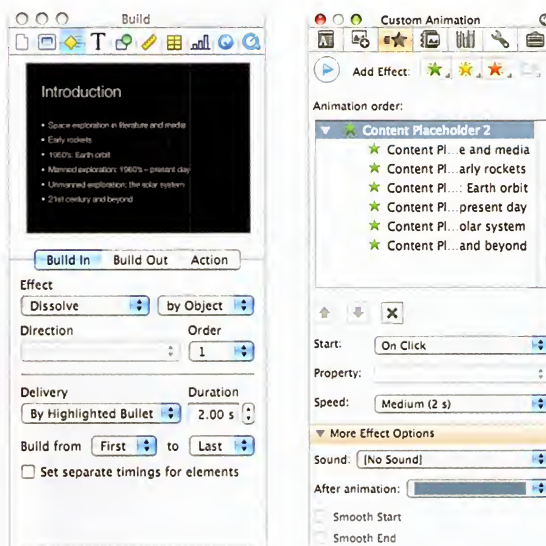 Build
T
Introduction
• Space exploration in literature and media
• Early rockets
• 1960's: Earth orbit
• Manned exploration: 1960's – present day
• Unmanned exploration: the solar system
• 21st century and beyond
Build In Build Out Action
Effect
Dissolve by Object
Direction Order
1
Delivery Duration
By Highlighted Bullet 2.00 s
Build from First to Last
Set separate timings for elements
Custom Animation
Add Effect:
Animation order:
Content Placeholder 2
Content Pl...e and media
Content Pl...arly rockets
Content Pl...: Earth orbit
Content Pl...present day
Content Pl...olar system
Content Pl...and beyond
Start: On Click
Property:
Speed: Medium (2 s)
More Effect Options
Sound: [No Sound]
After animation:
Smooth Start
Smooth End